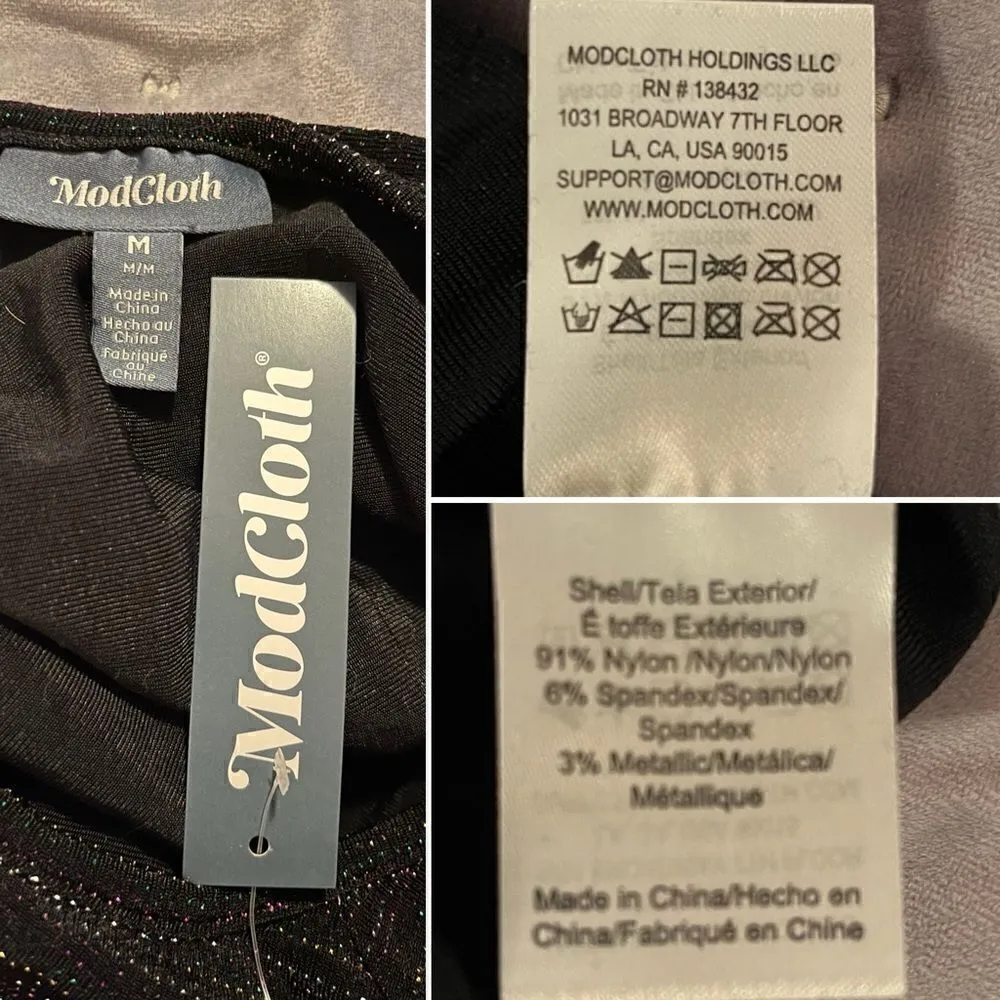 ModCloth
M
M/M
Made in
China
Hecho au
China
Fabriqué
au
Chine
ModCloth®
MODCLOTH HOLDINGS LLC
RN # 138432
1031 BROADWAY 7TH FLOOR
LA, CA, USA 90015
SUPPORT@MODCLOTH.COM
WWW.MODCLOTH.COM
Shell/Tela Exterior/
É toffe Extérieure
91% Nylon /Nylon/Nylon
6% Spandex/Spandex/
Spandex
3% Metallic/Metálica/
Métallique
Made in China/Hecho en
China/Fabriqué en Chine